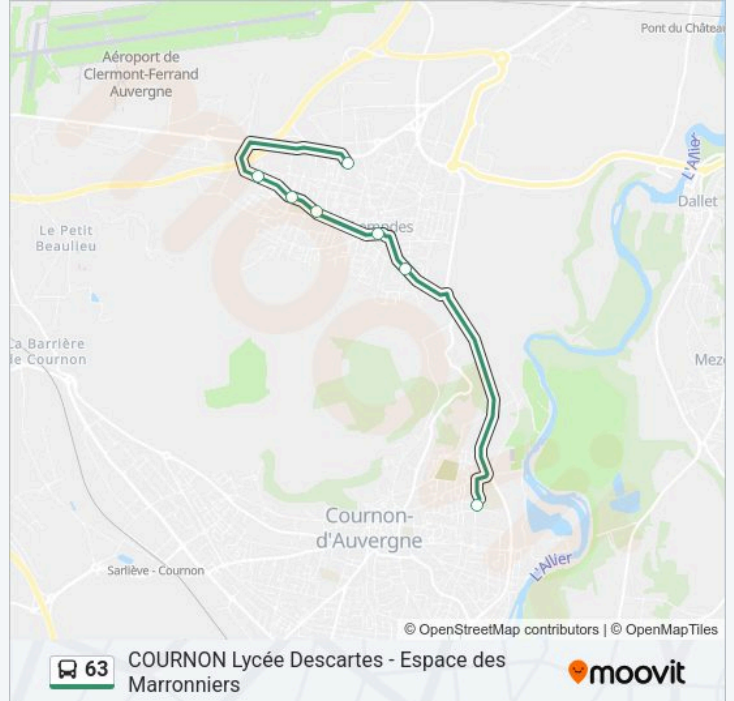 Pont du Château
Aéroport de
Clermont-Ferrand
Auvergne
L'Allier
Dallet
Le Petit
Beaulieu
La Barrière
de Cournon
Cournon-
d'Auvergne
L'Allier
Sarliève - Cournon
© OpenStreetMap contributors | © OpenMapTiles
63
COURNON Lycée Descartes - Espace des
Marronniers
moovit